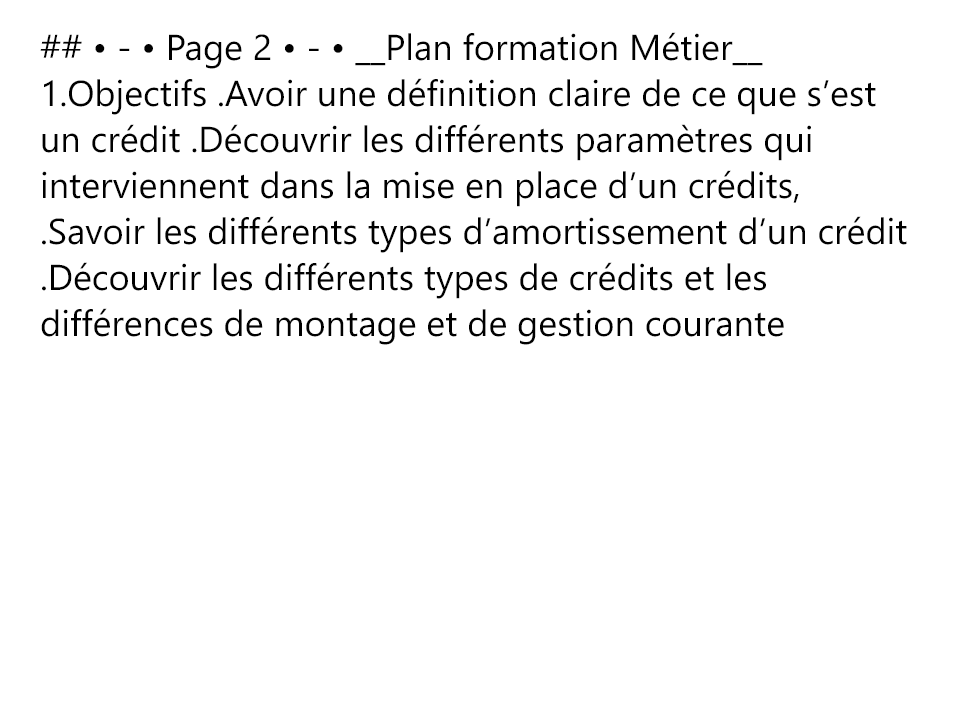 ## • - • Page 2 • - • __Plan formation Métier__
1.Objectifs .Avoir une définition claire de ce que s’est
un crédit .Découvrir les différents paramètres qui
interviennent dans la mise en place d’un crédits,
.Savoir les différents types d’amortissement d’un crédit
.Découvrir les différents types de crédits et les
différences de montage et de gestion courante